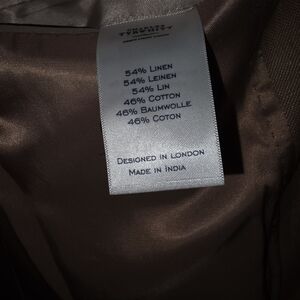 54% LINEN
54% LEINEN
54% LIN
46% COTTON
46% BAUMWOLLE
46% COTON
DESIGNED IN LONDON
MADE IN INDIA